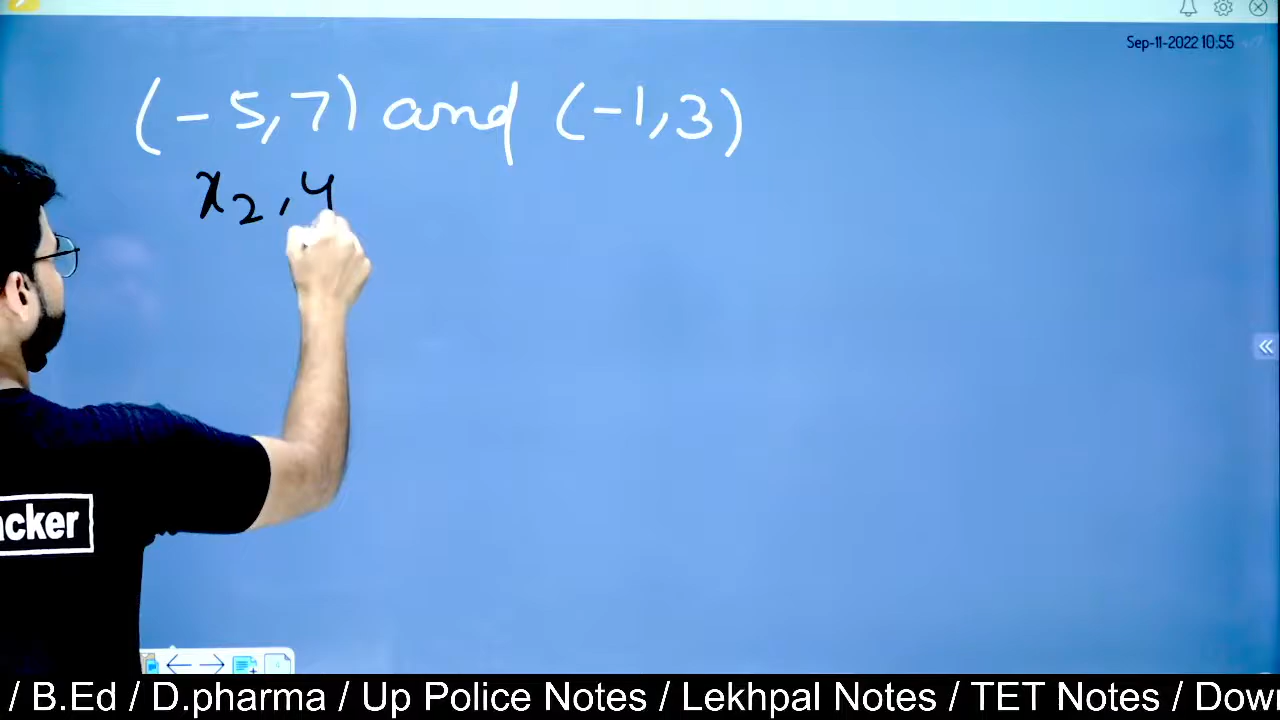 Sep-11-2022 10:55
(-5,7) and (-1,3)
x₂, y
acker
/ B.Ed / D.pharma / Up Police Notes / Lekhpal Notes / TET Notes / Dow